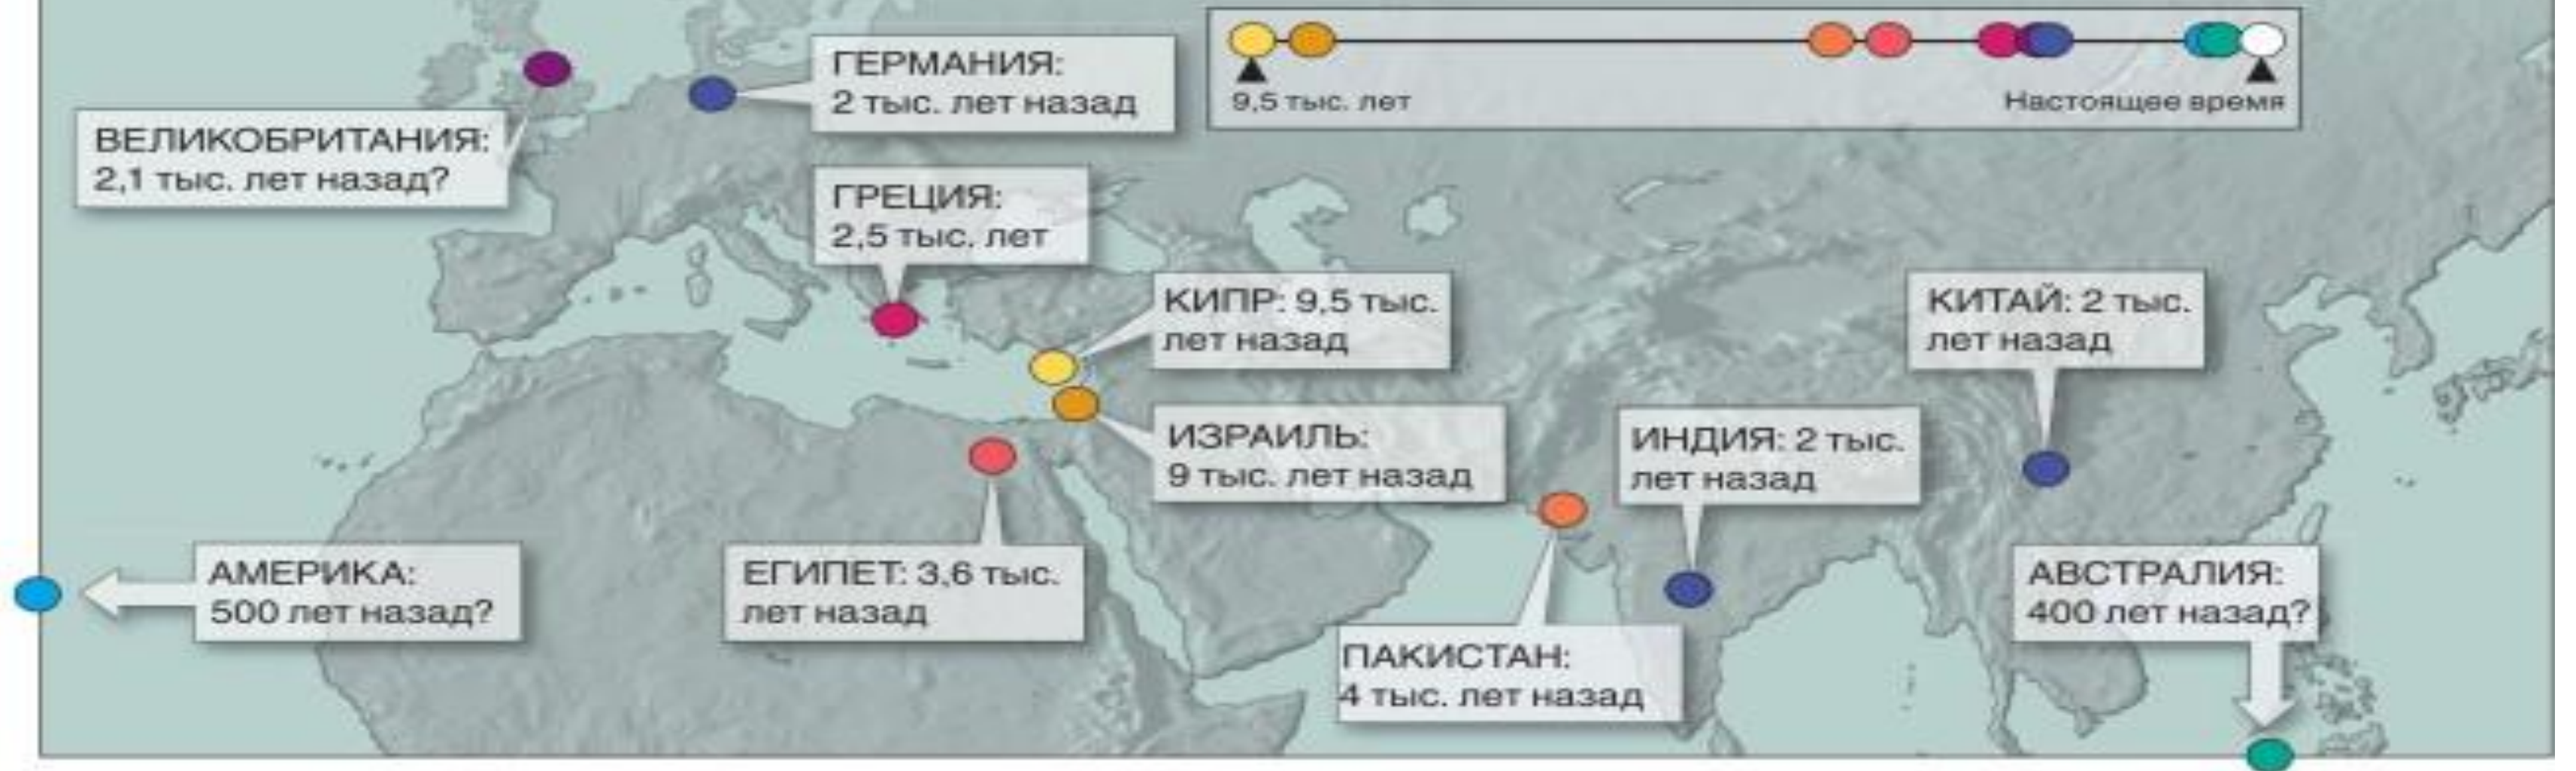 ГЕРМАНИЯ:
2 тыс. лет назад
9,5 тыс. лет
Настоящее время
ВЕЛИКОБРИТАНИЯ:
2,1 тыс. лет назад?
ГРЕЦИЯ:
2,5 тыс. лет
КИПР: 9,5 тыс.
лет назад
КИТАЙ: 2 тыс.
лет назад
ИЗРАИЛЬ:
9 тыс. лет назад
ИНДИЯ: 2 тыс.
лет назад
АМЕРИКА:
500 лет назад?
ЕГИПЕТ: 3,6 тыс.
лет назад
ПАКИСТАН:
4 тыс. лет назад
АВСТРАЛИЯ:
400 лет назад?